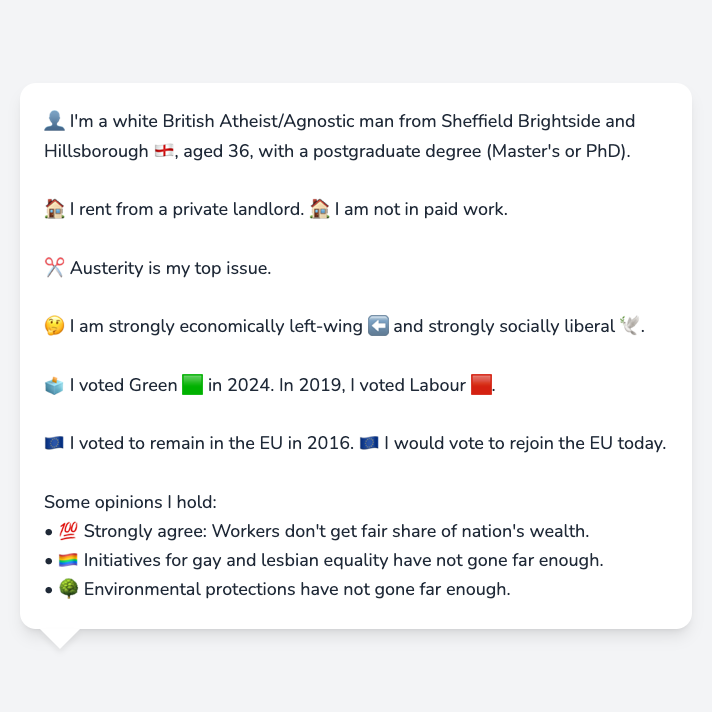 👤 I'm a white British Atheist/Agnostic man from Sheffield Brightside and
Hillsborough 🏴󠁧󠁢󠁥󠁮󠁧󠁿, aged 36, with a postgraduate degree (Master's or PhD).
🏠 I rent from a private landlord. 🏠 I am not in paid work.
✂️ Austerity is my top issue.
🤔 I am strongly economically left-wing ⬅️ and strongly socially liberal 🕊️.
🗳️ I voted Green 🟩 in 2024. In 2019, I voted Labour 🟥.
🇪🇺 I voted to remain in the EU in 2016. 🇪🇺 I would vote to rejoin the EU today.
Some opinions I hold:
• 💯 Strongly agree: Workers don't get fair share of nation's wealth.
• 🏳️‍🌈 Initiatives for gay and lesbian equality have not gone far enough.
• 🌳 Environmental protections have not gone far enough.